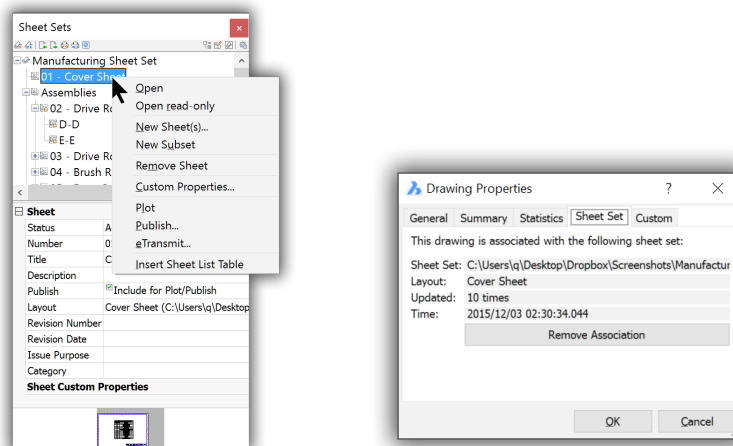 Sheet Sets
Manufacturing Sheet Set
01 - Cover Sheet
Assemblies
02 - Drive Ro
D-D
E-E
03 - Drive Ro
04 - Brush R
Open
Open read-only
New Sheet(s)...
New Subset
Remove Sheet
Custom Properties...
Plot
Publish...
eTransmit...
Insert Sheet List Table
Sheet
Status A
Number 0
Title C
Description
Publish Include for Plot/Publish
Layout Cover Sheet (C:\Users\q\Desktop
Revision Number
Revision Date
Issue Purpose
Category
Sheet Custom Properties
Drawing Properties
General Summary Statistics Sheet Set Custom
This drawing is associated with the following sheet set:
Sheet Set: C:\Users\q\Desktop\Dropbox\Screenshots\Manufactur
Layout: Cover Sheet
Updated: 10 times
Time: 2015/12/03 02:30:34.044
Remove Association
OK Cancel